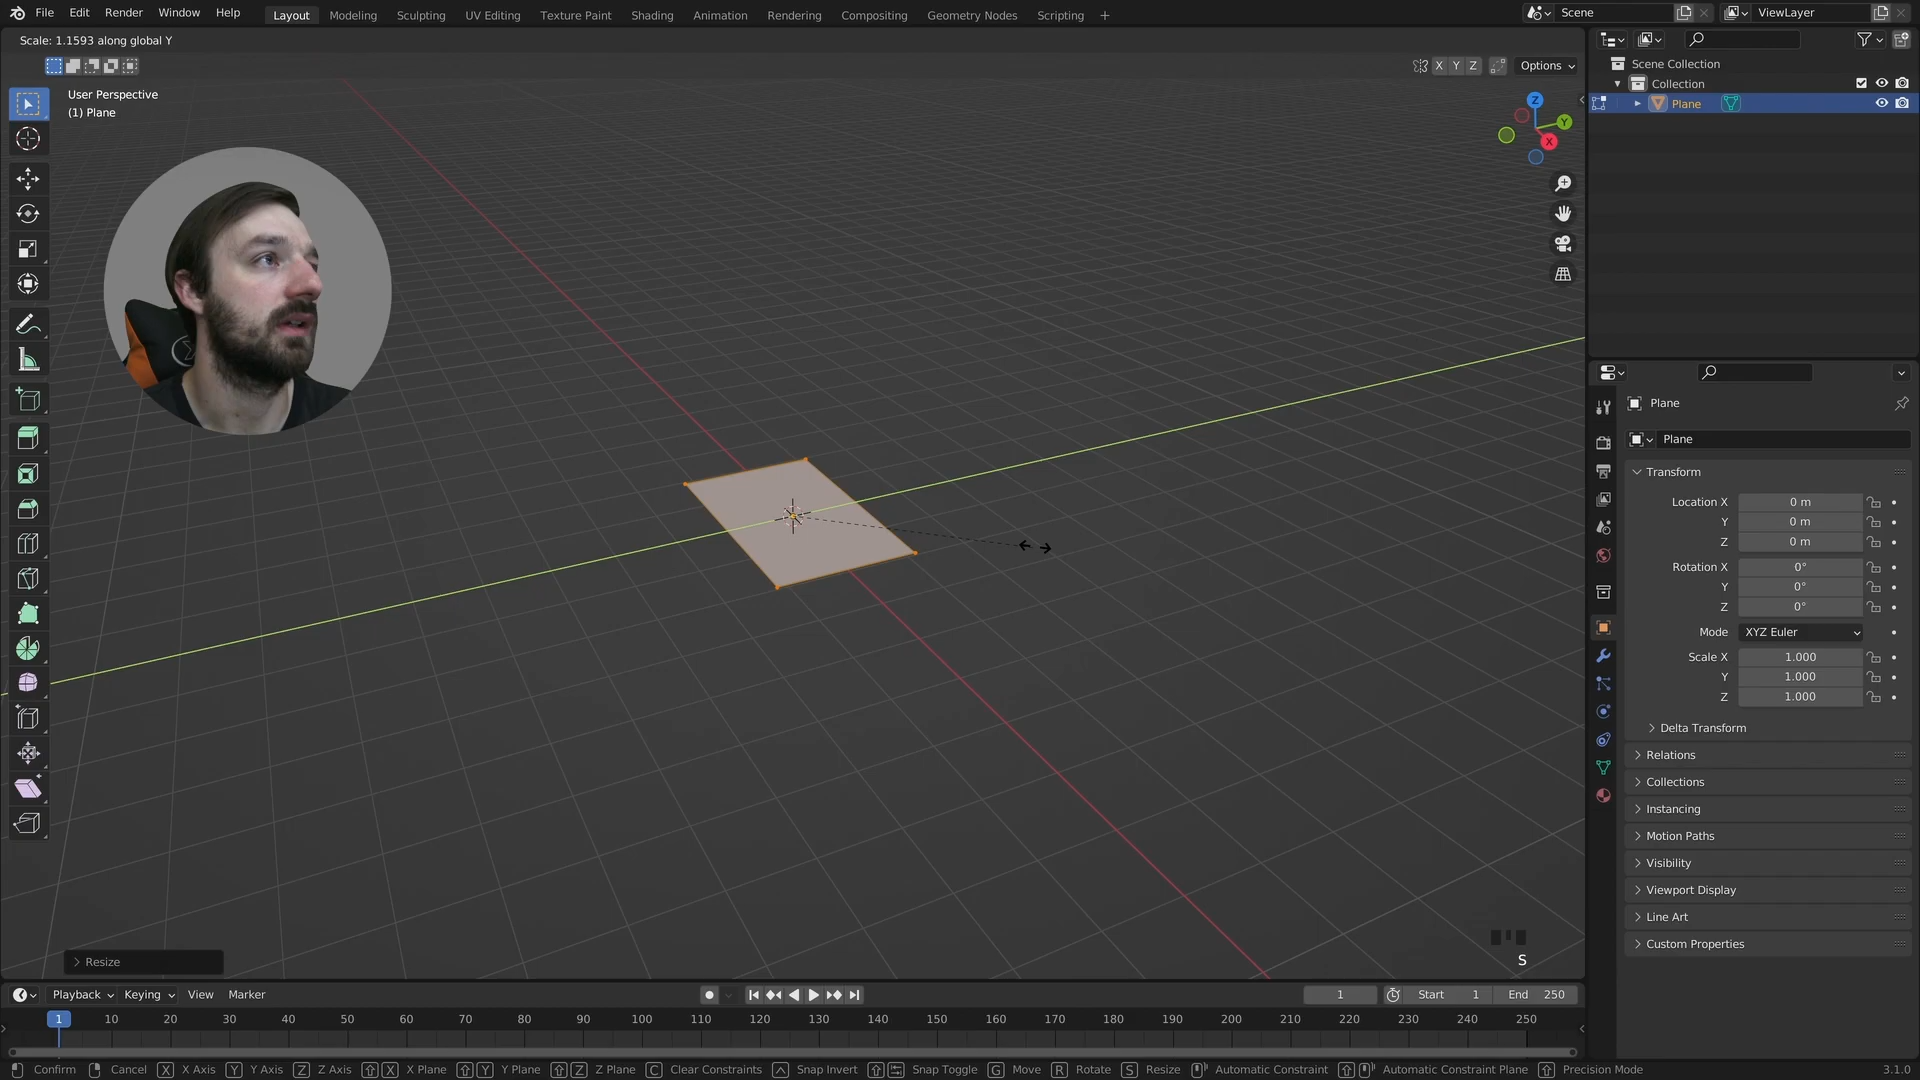 File Edit Render Window Help Layout Modeling Sculpting UV Editing Texture Paint Shading Animation Rendering Compositing Geometry Nodes Scripting + Scene ViewLayer
Scale: 1.1593 along global Y
X Y Z Options
User Perspective
(1) Plane
Z
Y
X
Scene Collection
Collection
Plane
Plane
Plane
Transform
Location X 0 m
Y 0 m
Z 0 m
Rotation X 0°
Y 0°
Z 0°
Mode XYZ Euler
Scale X 1.000
Y 1.000
Z 1.000
Delta Transform
Relations
Collections
Instancing
Motion Paths
Visibility
Viewport Display
Line Art
Custom Properties
Resize
S
Playback Keying View Marker 1 Start 1 End 250
1 10 20 30 40 50 60 70 80 90 100 110 120 130 140 150 160 170 180 190 200 210 220 230 240 250
Confirm Cancel X X Axis Y Y Axis Z Z Axis X X Plane Y Y Plane Z Z Plane C Clear Constraints Snap Invert Snap Toggle G Move R Rotate S Resize Automatic Constraint Automatic Constraint Plane Precision Mode 3.1.0